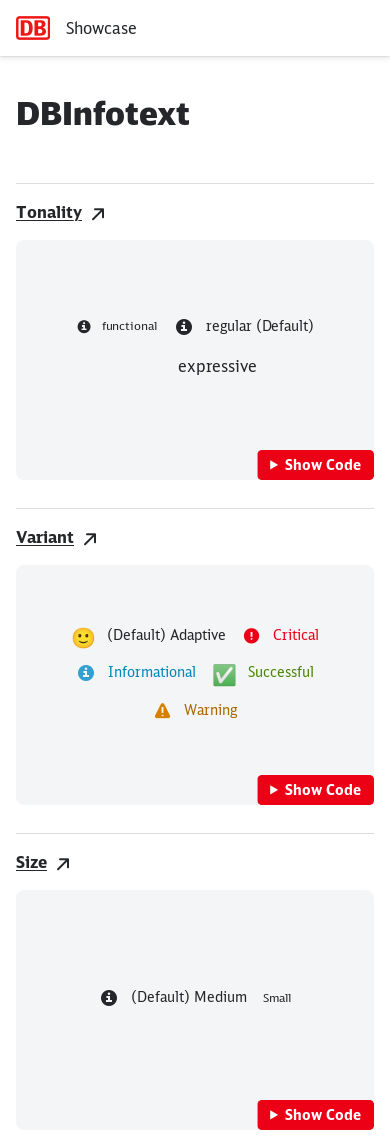 DB Showcase
DBInfotext
Tonality
functional regular (Default)
expressive
Show Code
Variant
(Default) Adaptive Critical
Informational Successful
Warning
Show Code
Size
(Default) Medium Small
Show Code